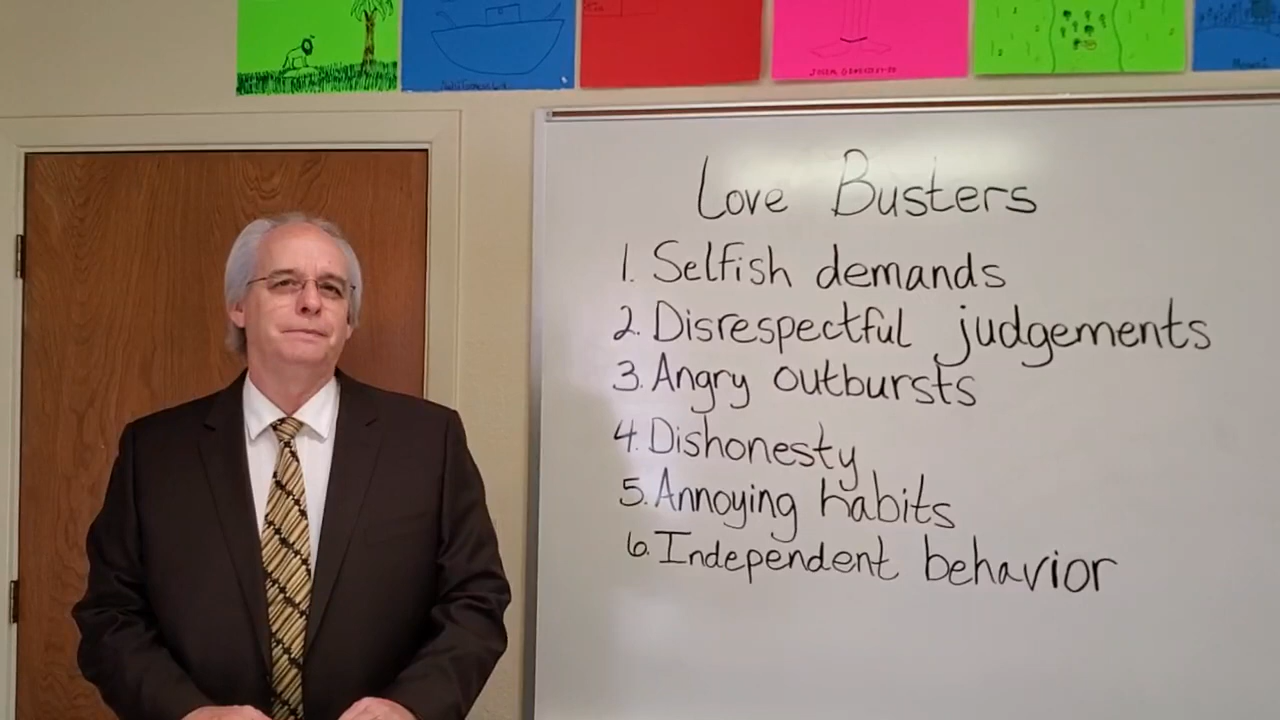 Love Busters
1. Selfish demands
2. Disrespectful judgements
3. Angry outbursts
4. Dishonesty
5. Annoying habits
6. Independent behavior